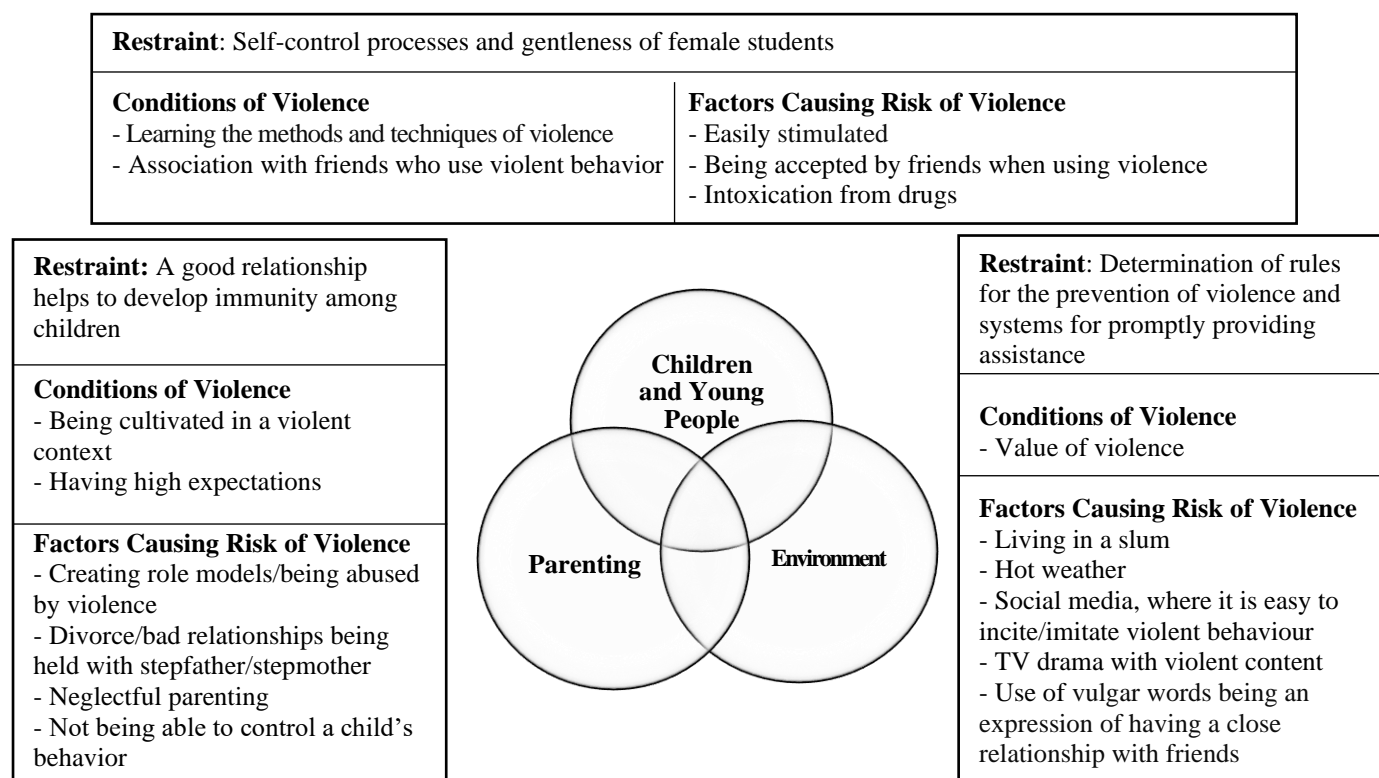 Restraint: Self-control processes and gentleness of female students
Conditions of Violence
- Learning the methods and techniques of violence
- Association with friends who use violent behavior
Factors Causing Risk of Violence
- Easily stimulated
- Being accepted by friends when using violence
- Intoxication from drugs
Restraint: A good relationship
helps to develop immunity among
children
Conditions of Violence
- Being cultivated in a violent
context
- Having high expectations
Factors Causing Risk of Violence
- Creating role models/being abused
by violence
- Divorce/bad relationships being
held with stepfather/stepmother
- Neglectful parenting
- Not being able to control a child's
behavior
Children
and Young
People
Parenting
Environment
Restraint: Determination of rules
for the prevention of violence and
systems for promptly providing
assistance
Conditions of Violence
- Value of violence
Factors Causing Risk of Violence
- Living in a slum
- Hot weather
- Social media, where it is easy to
incite/imitate violent behaviour
- TV drama with violent content
- Use of vulgar words being an
expression of having a close
relationship with friends